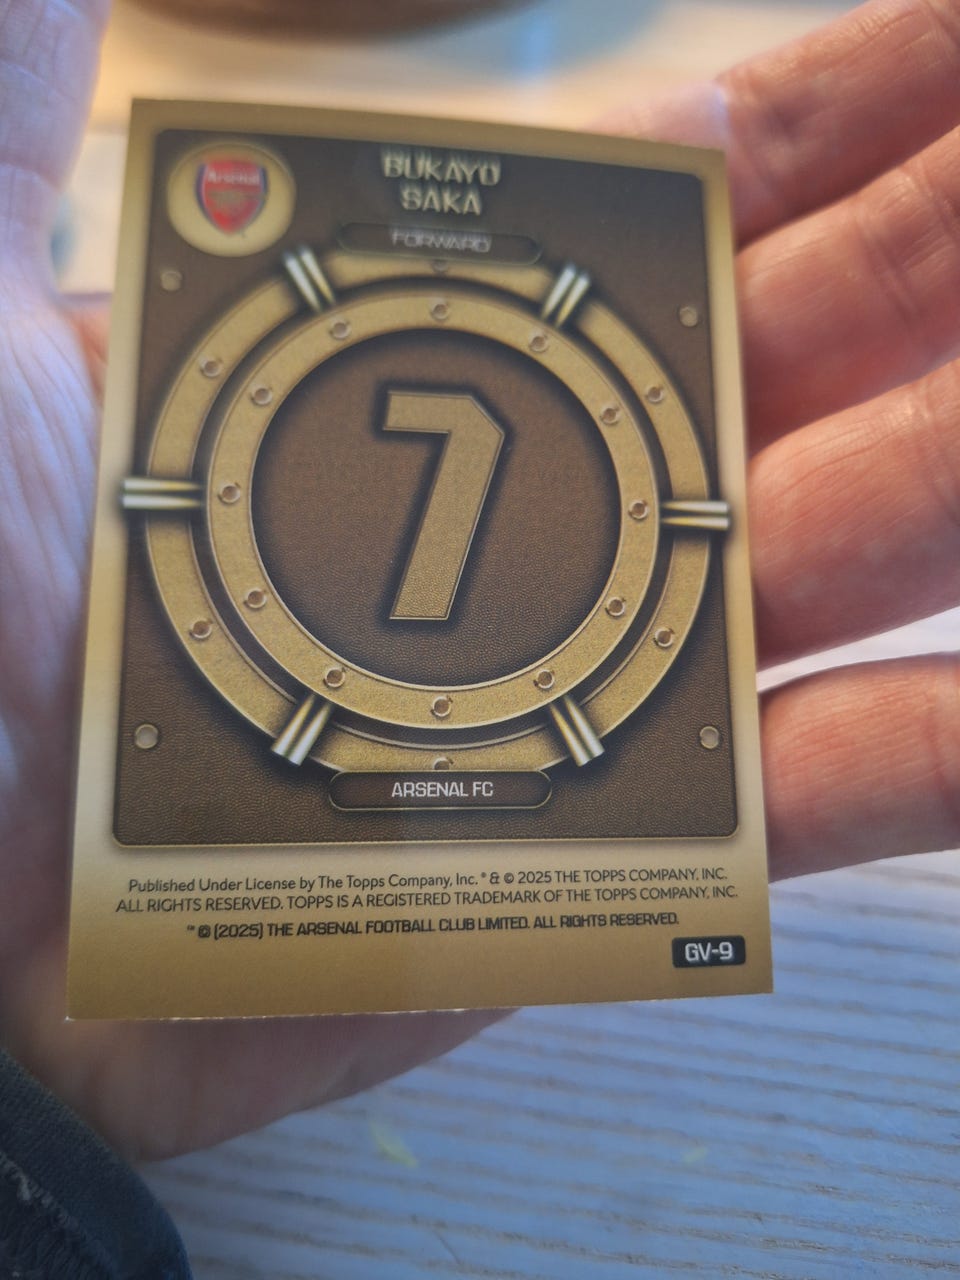 Arsenal
BUKAYO
SAKA
FORWARD
7
ARSENAL FC
Published Under License by The Topps Company, Inc. ® & © 2025 THE TOPPS COMPANY, INC.
ALL RIGHTS RESERVED. TOPPS IS A REGISTERED TRADEMARK OF THE TOPPS COMPANY, INC.
™ © (2025) THE ARSENAL FOOTBALL CLUB LIMITED. ALL RIGHTS RESERVED.
GV-9